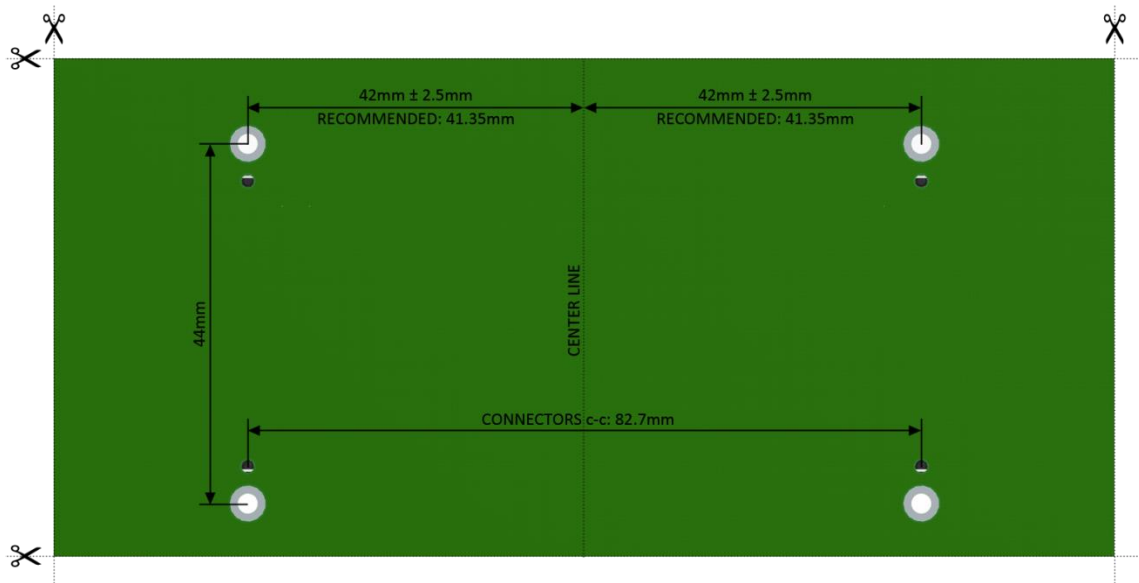 42mm ± 2.5mm
RECOMMENDED: 41.35mm
42mm ± 2.5mm
RECOMMENDED: 41.35mm
44mm
CENTER LINE
CONNECTORS c-c: 82.7mm